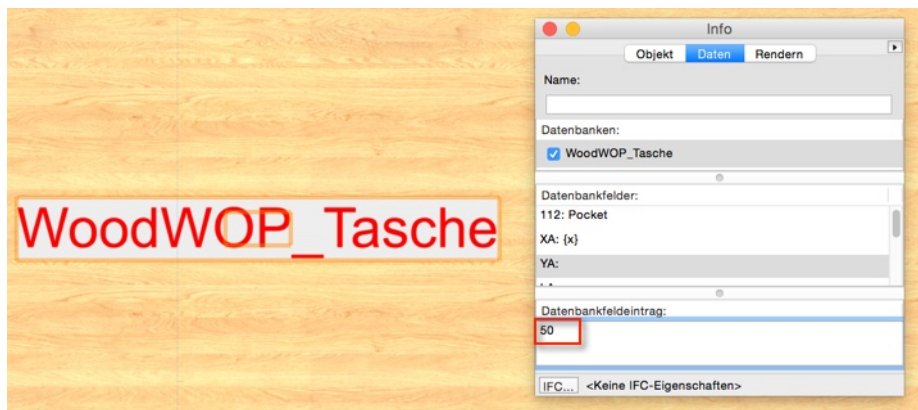 WoodWOP_Tasche
Info
Objekt Daten Rendern
Name:
Datenbanken:
WoodWOP_Tasche
Datenbankfelder:
112: Pocket
XA: {x}
YA:
Datenbankfeldeintrag:
50
IFC... <Keine IFC-Eigenschaften>